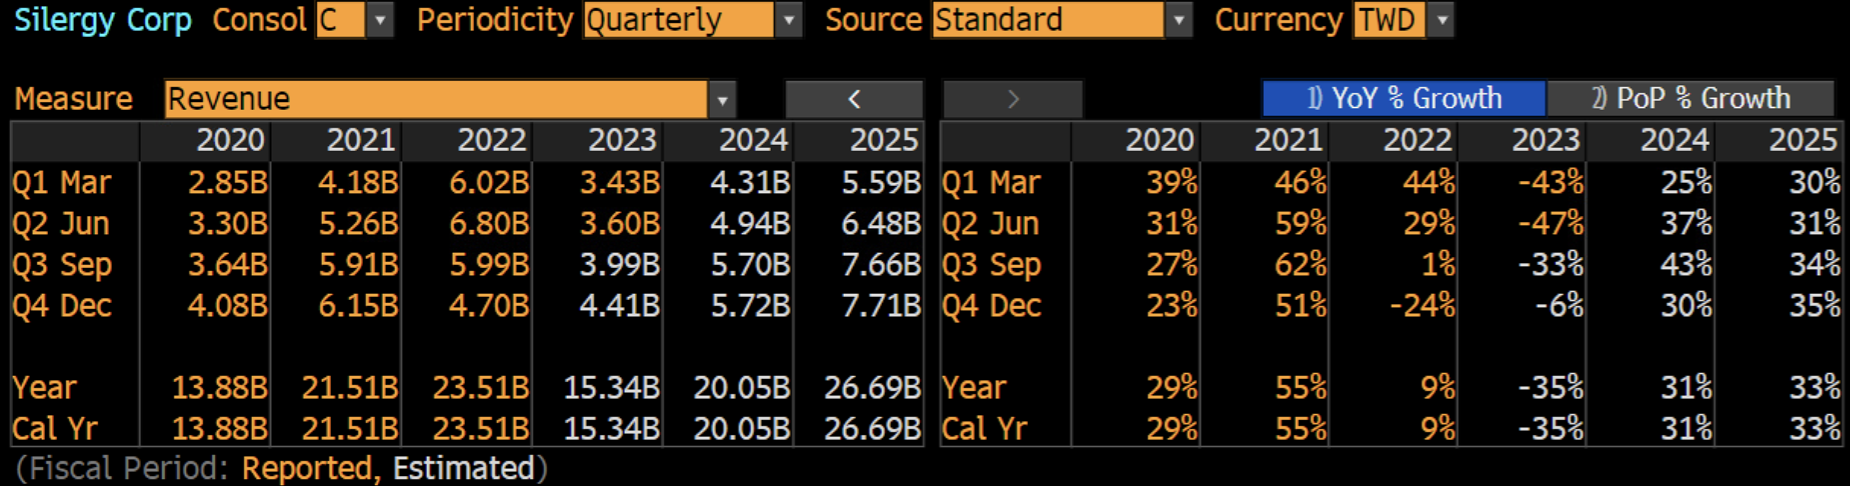 Silergy Corp Consol C Periodicity Quarterly Source Standard Currency TWD
Measure Revenue < > 1) YoY % Growth 2) PoP % Growth
2020 2021 2022 2023 2024 2025 2020 2021 2022 2023 2024 2025
Q1 Mar 2.85B 4.18B 6.02B 3.43B 4.31B 5.59B Q1 Mar 39% 46% 44% -43% 25% 30%
Q2 Jun 3.30B 5.26B 6.80B 3.60B 4.94B 6.48B Q2 Jun 31% 59% 29% -47% 37% 31%
Q3 Sep 3.64B 5.91B 5.99B 3.99B 5.70B 7.66B Q3 Sep 27% 62% 1% -33% 43% 34%
Q4 Dec 4.08B 6.15B 4.70B 4.41B 5.72B 7.71B Q4 Dec 23% 51% -24% -6% 30% 35%
Year 13.88B 21.51B 23.51B 15.34B 20.05B 26.69B Year 29% 55% 9% -35% 31% 33%
Cal Yr 13.88B 21.51B 23.51B 15.34B 20.05B 26.69B Cal Yr 29% 55% 9% -35% 31% 33%
(Fiscal Period: Reported, Estimated)